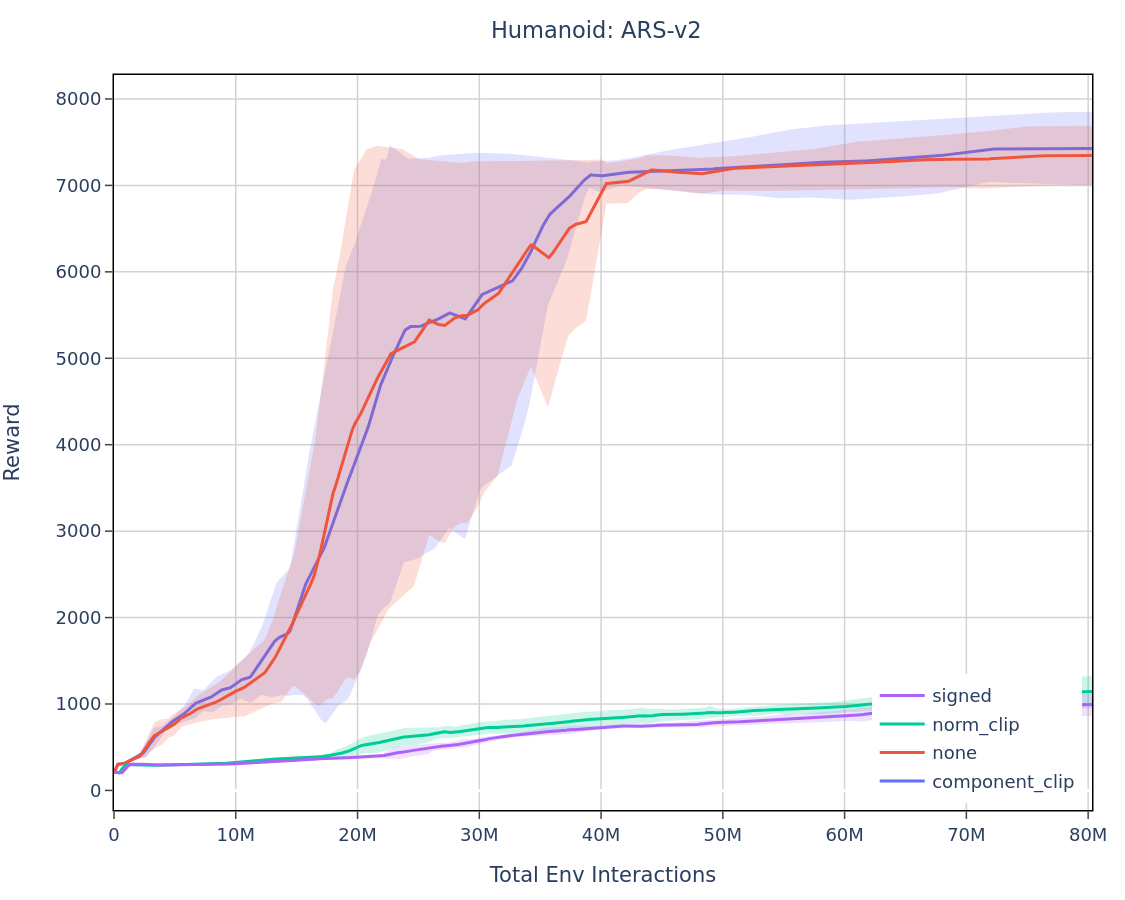 Humanoid: ARS-v2
8000
7000
6000
5000
4000
3000
2000
1000
0
Reward
signed
norm_clip
none
component_clip
0
10M
20M
30M
40M
50M
60M
70M
80M
Total Env Interactions